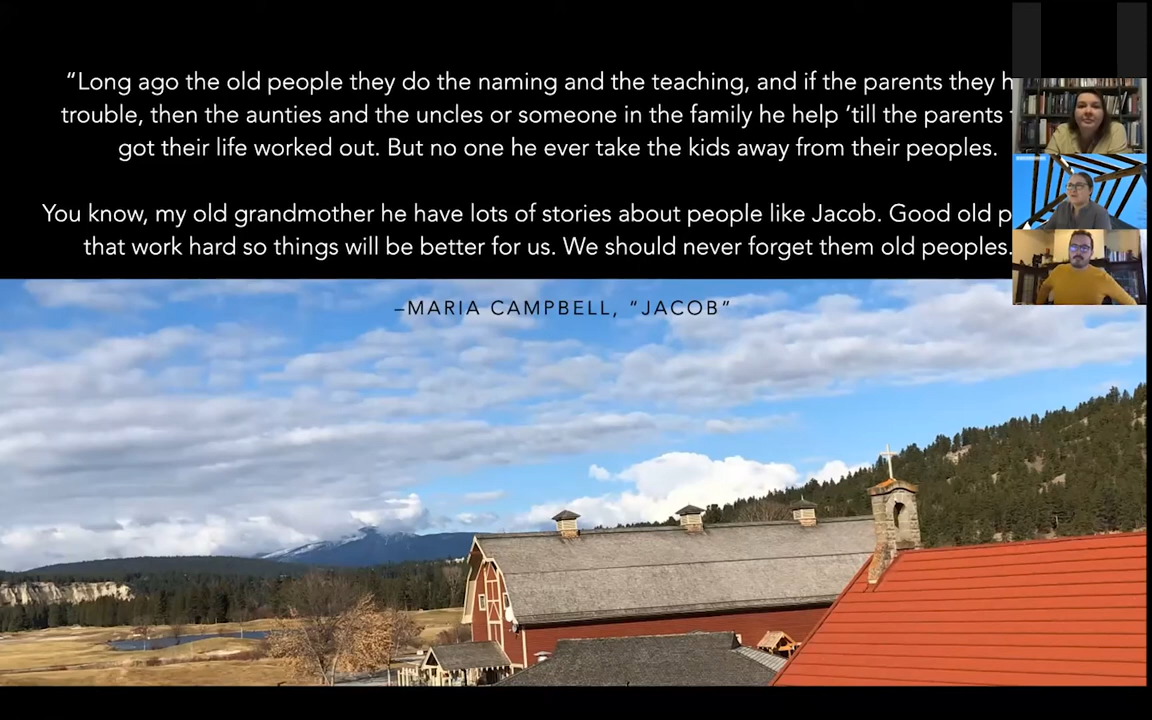 “Long ago the old people they do the naming and the teaching, and if the parents they
trouble, then the aunties and the uncles or someone in the family he help ‘till the parents
got their life worked out. But no one he ever take the kids away from their peoples.
You know, my old grandmother he have lots of stories about people like Jacob. Good old
that work hard so things will be better for us. We should never forget them old peoples.
–MARIA CAMPBELL, “JACOB”